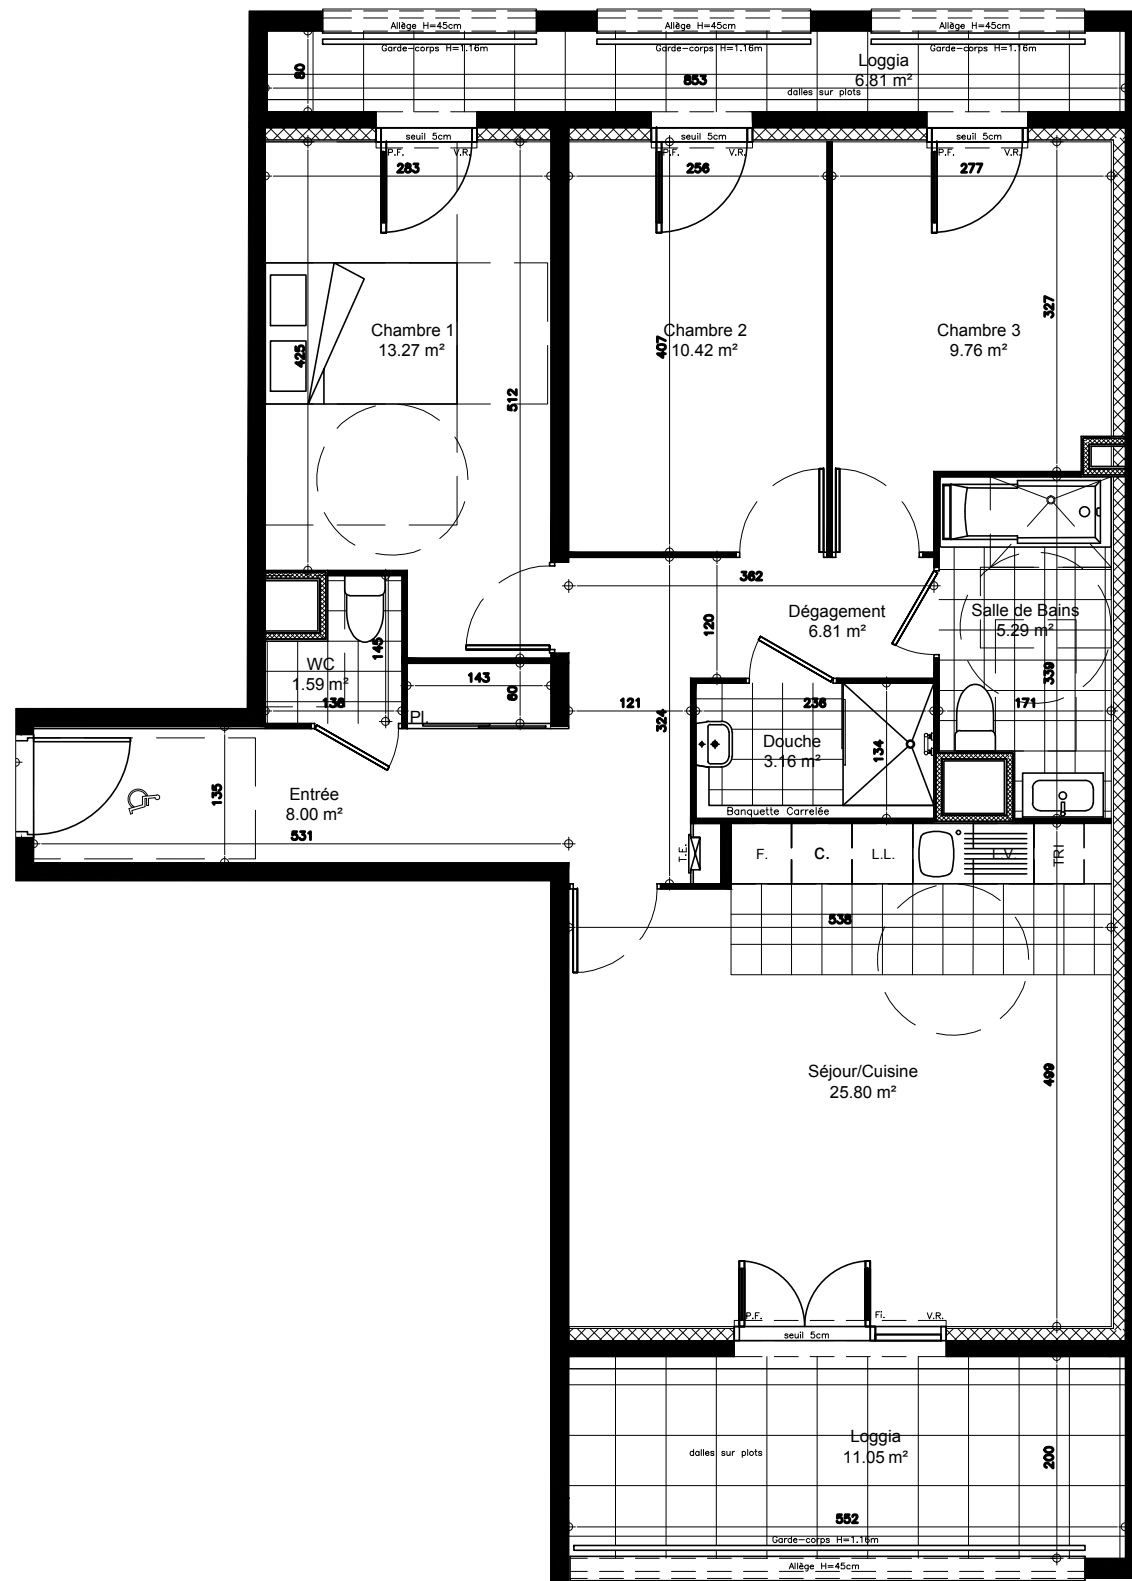 Allège H=45cm
Allège H=45cm
Allège H=45cm
Garde-corps H=1.16m
Garde-corps H=1.16m
Garde-corps H=1.16m
80
853
Loggia
6.81 m²
dalles sur plots
seuil 5cm
seuil 5cm
seuil 5cm
P.F.
V.R.
P.F.
V.R.
P.F.
V.R.
283
256
277
327
Chambre 1
13.27 m²
Chambre 2
10.42 m²
Chambre 3
9.76 m²
425
512
407
362
120
Dégagement
6.81 m²
Salle de Bains
5.29 m²
339
171
WC
1.59 m²
145
136
143
60
Pl.
121
324
236
134
Douche
3.16 m²
Banquette Carrelée
Entrée
8.00 m²
135
531
T.E.
F.
C.
L.L.
L.V.
TRI
538
Séjour/Cuisine
25.80 m²
499
P.F.
Fi.
V.R.
seuil 5cm
Loggia
11.05 m²
dalles sur plots
200
552
Garde-corps H=1.16m
Allège H=45cm